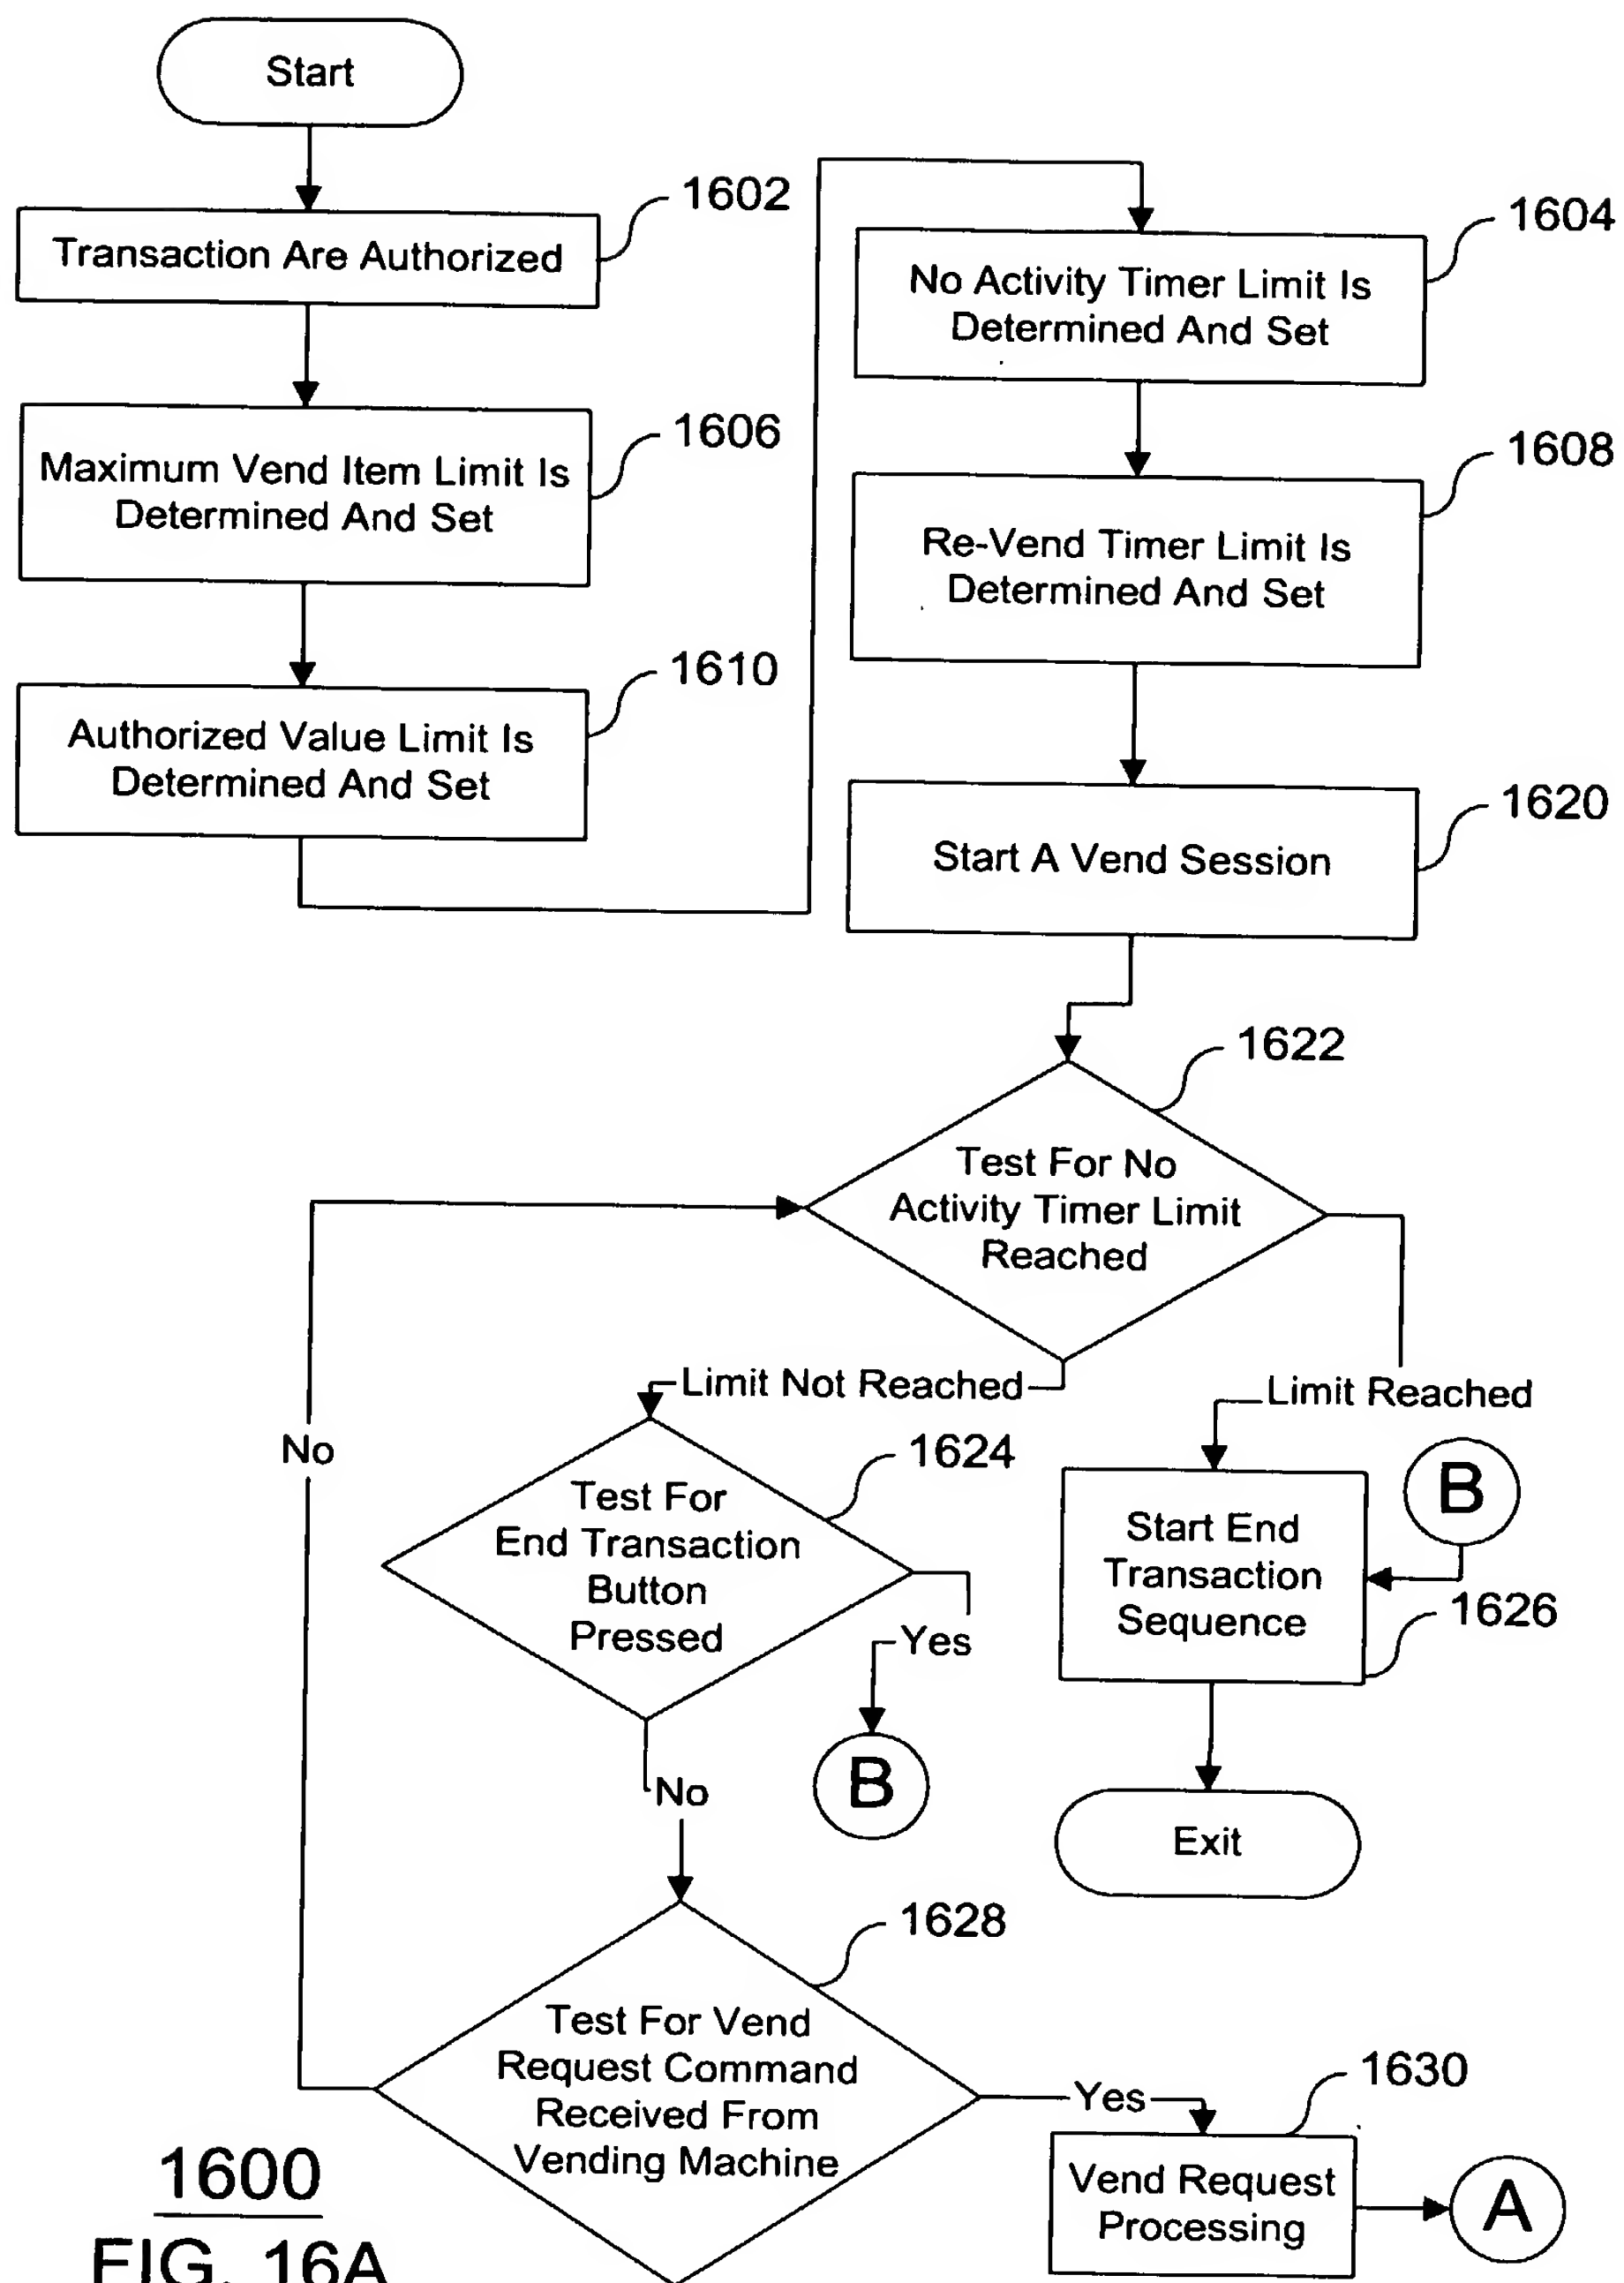 Start
1602
Transaction Are Authorized
1606
Maximum Vend Item Limit Is
Determined And Set
1610
Authorized Value Limit Is
Determined And Set
1604
No Activity Timer Limit Is
Determined And Set
1608
Re-Vend Timer Limit Is
Determined And Set
1620
Start A Vend Session
1622
Test For No
Activity Timer Limit
Reached
Limit Not Reached
Limit Reached
No
1624
Test For
End Transaction
Button
Pressed
Yes
B
No
B
Start End
Transaction
Sequence
1626
Exit
1628
Test For Vend
Request Command
Received From
Vending Machine
Yes
1630
Vend Request
Processing
A
1600
FIG. 16A